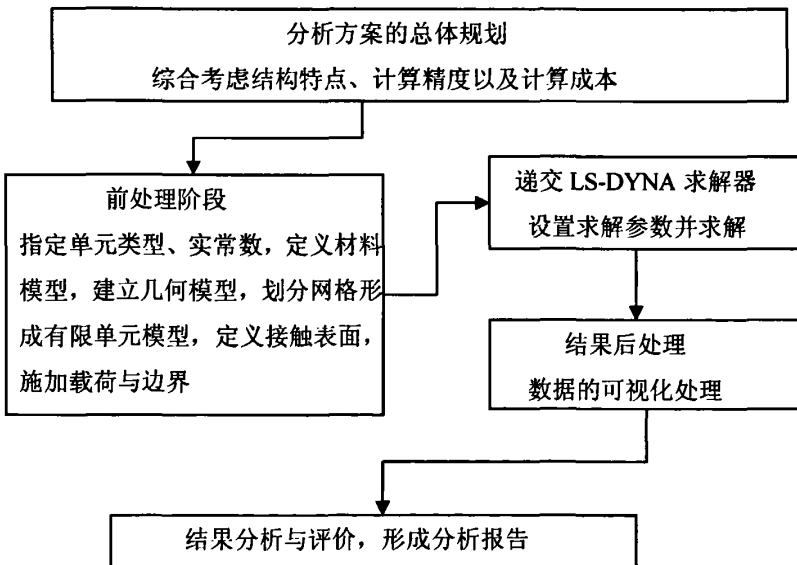 分析方案的总体规划
综合考虑结构特点、计算精度以及计算成本
前处理阶段
指定单元类型、实常数，定义材料
模型，建立几何模型，划分网格形
成有限单元模型，定义接触表面，
施加载荷与边界
递交 LS-DYNA 求解器
设置求解参数并求解
结果后处理
数据的可视化处理
结果分析与评价，形成分析报告